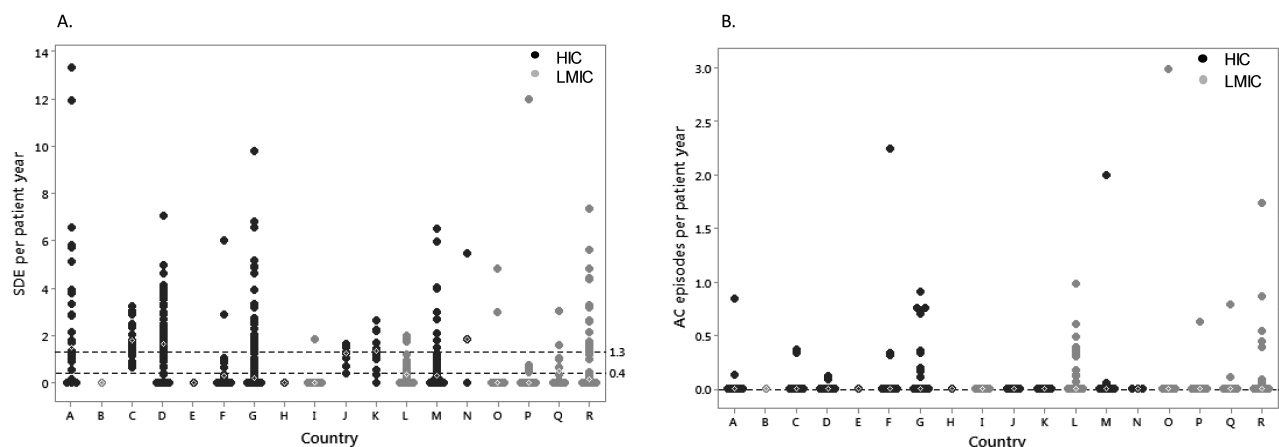 A.
HIC
LMIC
14
12
10
8
6
4
2
0
1.3
0.4
SDE per patient year
A B C D E F G H I J K L M N O P Q R
Country
B.
HIC
LMIC
3.0
2.5
2.0
1.5
1.0
0.5
0.0
AC episodes per patient year
A B C D E F G H I J K L M N O P Q R
Country